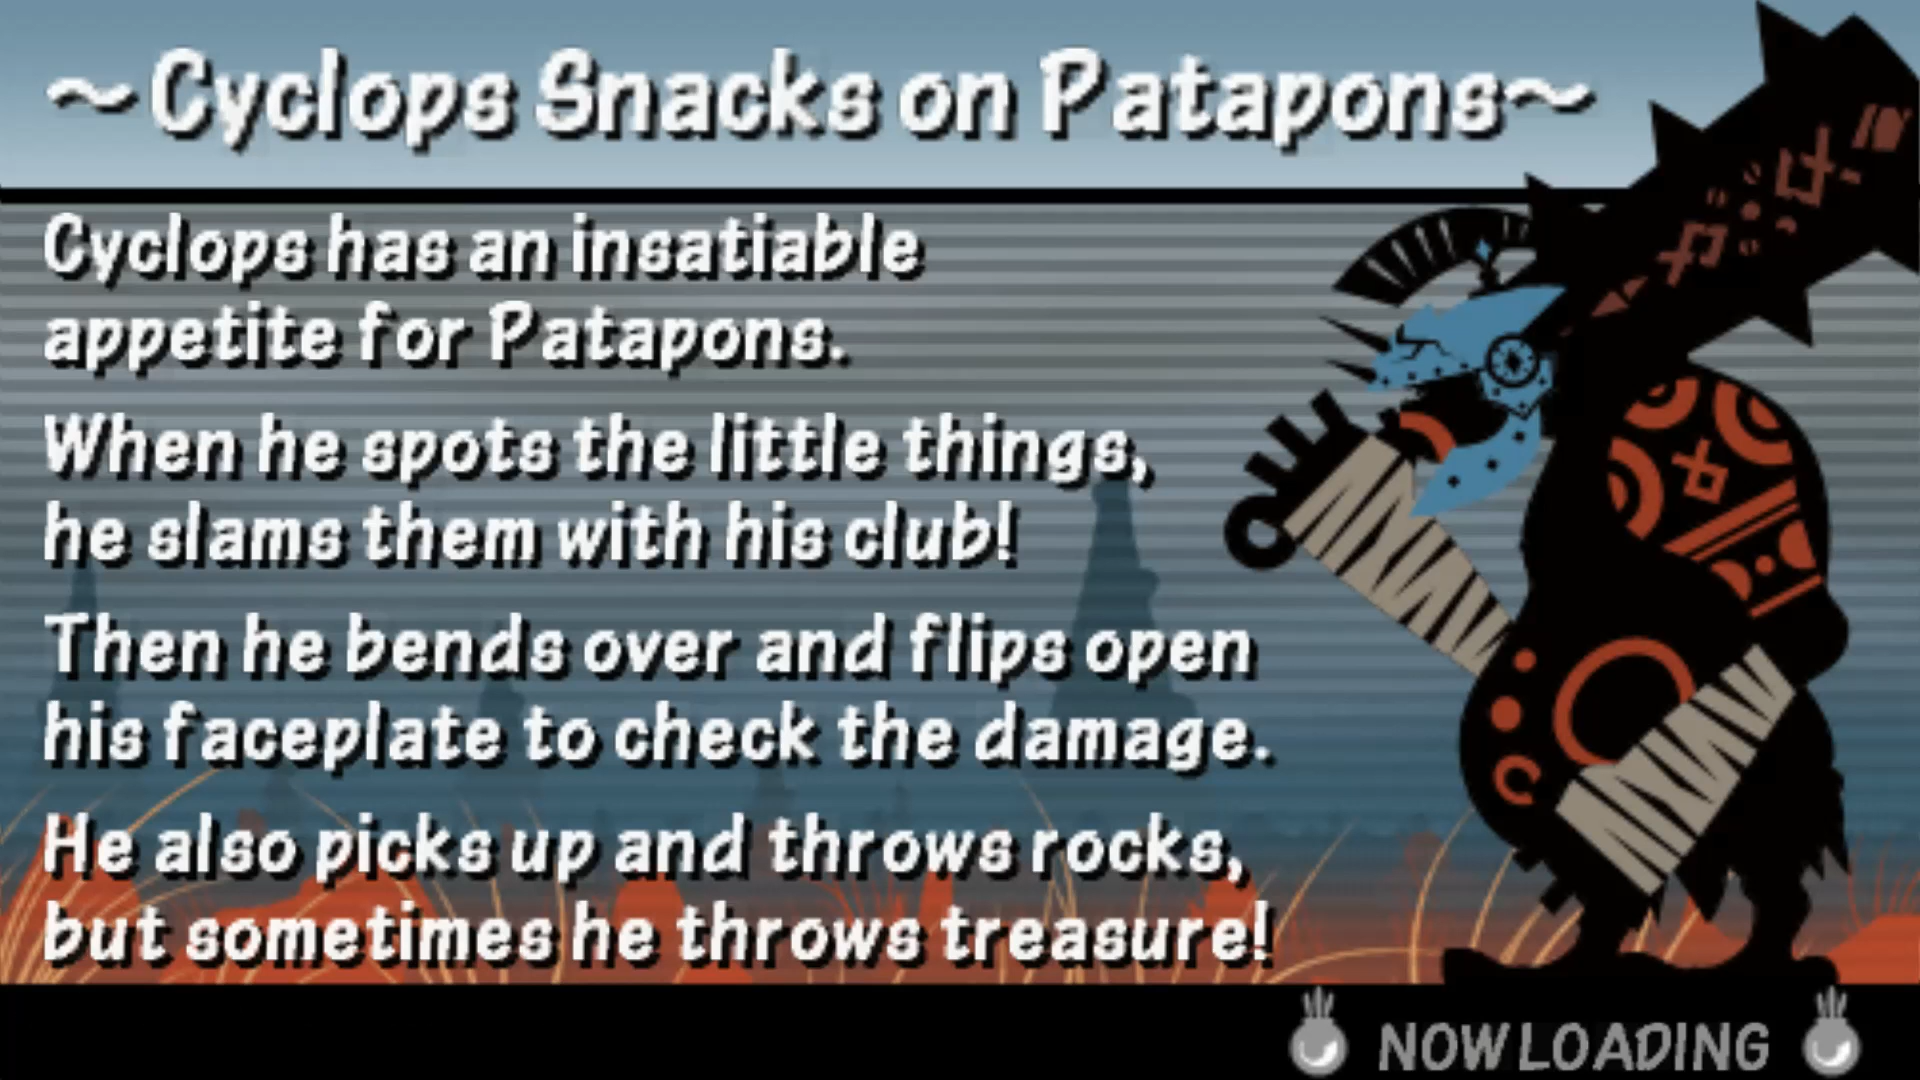 ~Cyclops Snacks on Patapons~
Cyclops has an insatiable
appetite for Patapons.
When he spots the little things,
he slams them with his club!
Then he bends over and flips open
his faceplate to check the damage.
He also picks up and throws rocks,
but sometimes he throws treasure!
NOW LOADING